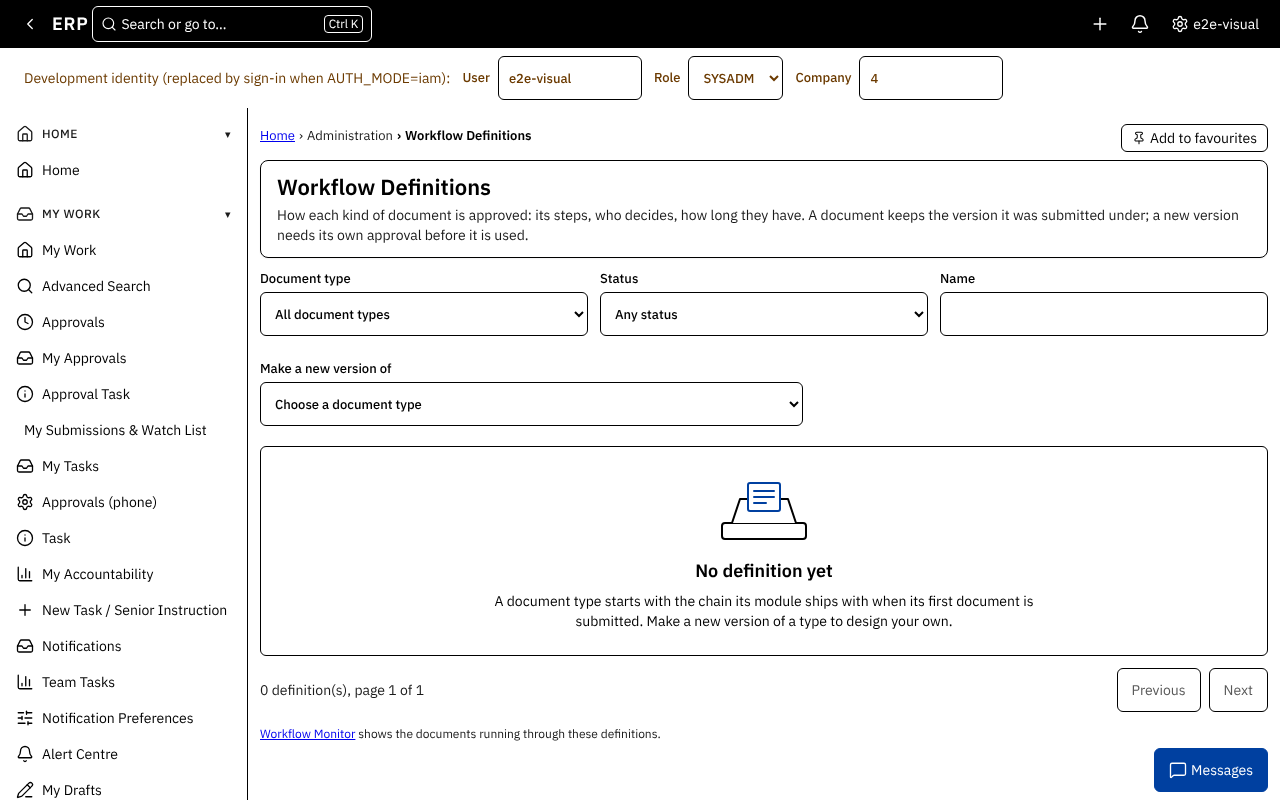 ERP
Search or go to...
Ctrl K
e2e-visual
Development identity (replaced by sign-in when AUTH_MODE=iam):
User
e2e-visual
Role
SYSADM
Company
4
HOME
Home
MY WORK
My Work
Advanced Search
Approvals
My Approvals
Approval Task
My Submissions & Watch List
My Tasks
Approvals (phone)
Task
My Accountability
New Task / Senior Instruction
Notifications
Team Tasks
Notification Preferences
Alert Centre
My Drafts
Home › Administration › Workflow Definitions
Add to favourites
Workflow Definitions
How each kind of document is approved: its steps, who decides, how long they have. A document keeps the version it was submitted under; a new version
needs its own approval before it is used.
Document type
All document types
Status
Any status
Name
Make a new version of
Choose a document type
No definition yet
A document type starts with the chain its module ships with when its first document is
submitted. Make a new version of a type to design your own.
0 definition(s), page 1 of 1
Previous
Next
Workflow Monitor shows the documents running through these definitions.
Messages